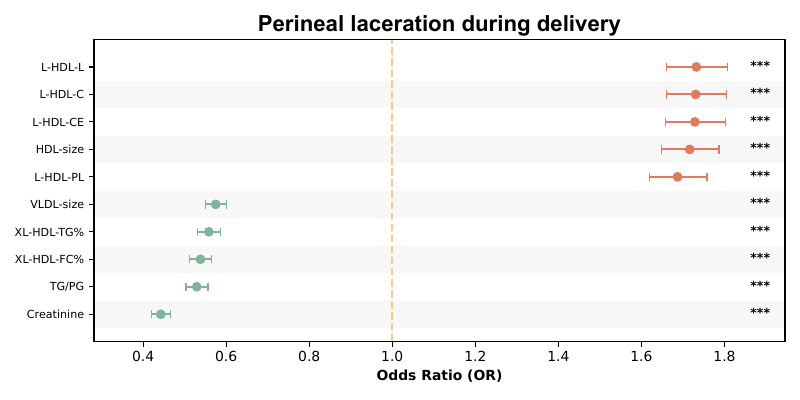 Perineal laceration during delivery
L-HDL-L ***
L-HDL-C ***
L-HDL-CE ***
HDL-size ***
L-HDL-PL ***
VLDL-size ***
XL-HDL-TG% ***
XL-HDL-FC% ***
TG/PG ***
Creatinine ***
0.4 0.6 0.8 1.0 1.2 1.4 1.6 1.8
Odds Ratio (OR)